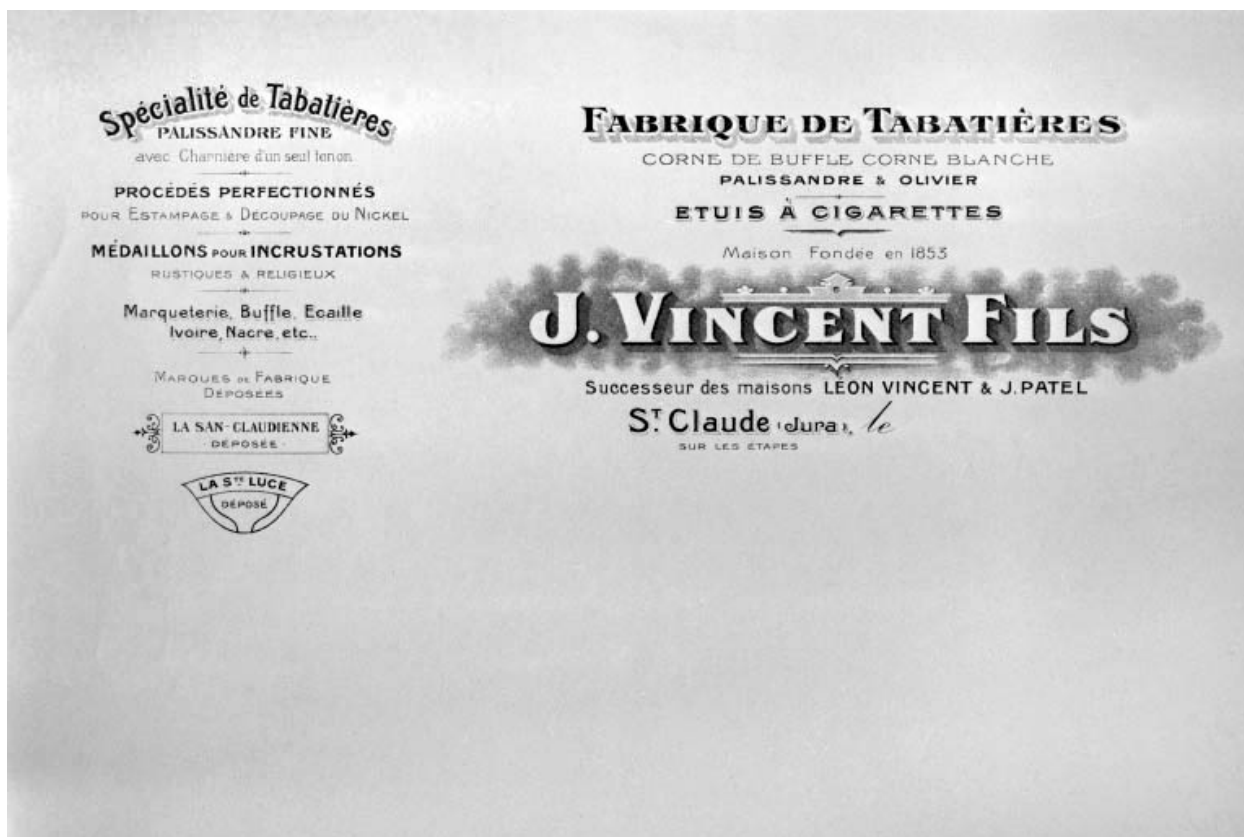 Spécialité de Tabatières
PALISSANDRE FINE
avec Charnière d'un seul tenon
PROCÉDÉS PERFECTIONNÉS
POUR ESTAMPAGE & DÉCOUPAGE DU NICKEL
MÉDAILLONS POUR INCRUSTATIONS
RUSTIQUES & RELIGIEUX
Marqueterie, Buffle, Ecaille
Ivoire, Nacre, etc..
MARQUES DE FABRIQUE
DÉPOSÉES
LA SAN-CLAUDIENNE
- DÉPOSÉE -
LA STE LUCE
DÉPOSÉ
FABRIQUE DE TABATIÈRES
CORNE DE BUFFLE CORNE BLANCHE
PALISSANDRE & OLIVIER
ETUIS À CIGARETTES
Maison Fondée en 1853
J. VINCENT FILS
Successeur des maisons LÉON VINCENT & J. PATEL
ST. Claude (Jura), le
SUR LES ETAPES